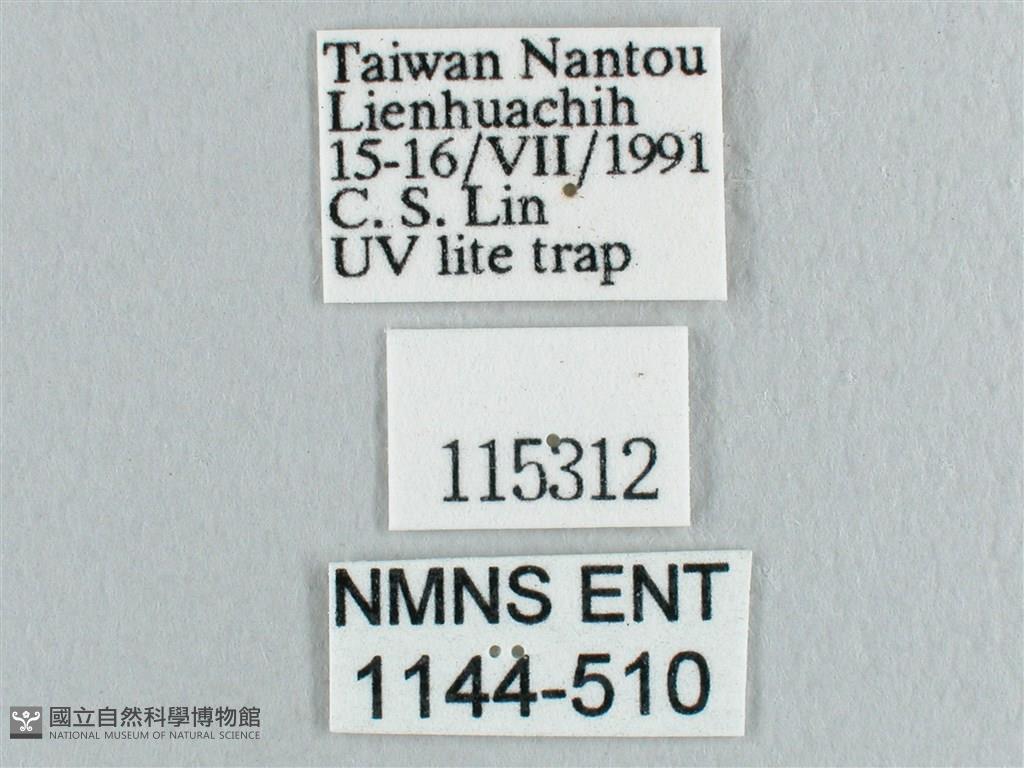 Taiwan Nantou
Lienhuachih
15-16/VII/1991
C. S. Lin
UV lite trap
115312
NMNS ENT
1144-510
國立自然科學博物館
NATIONAL MUSEUM OF NATURAL SCIENCE